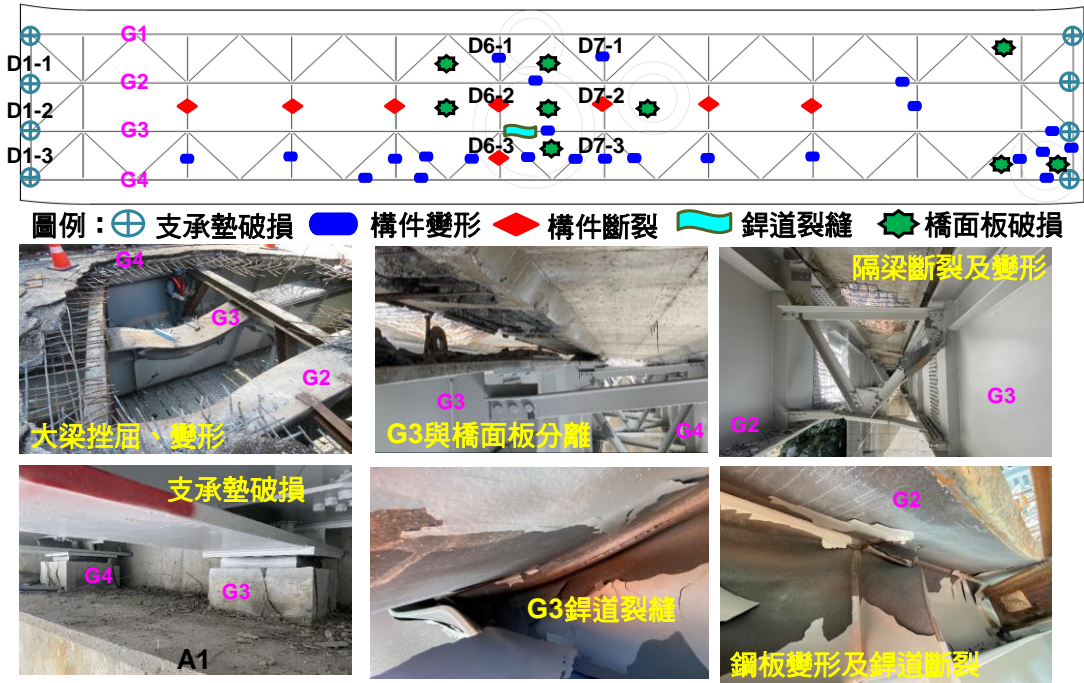 G1
D6-1
D7-1
D1-1
G2
D6-2
D7-2
D1-2
G3
D6-3
D7-3
D1-3
G4
圖例：支承墊破損 構件變形 構件斷裂 銲道裂縫 橋面板破損
G4
G3
G2
大梁挫屈、變形
G3
G4
G3與橋面板分離
隔梁斷裂及變形
G3
G2
支承墊破損
G4
G3
A1
G3銲道裂縫
G2
鋼板變形及銲道斷裂